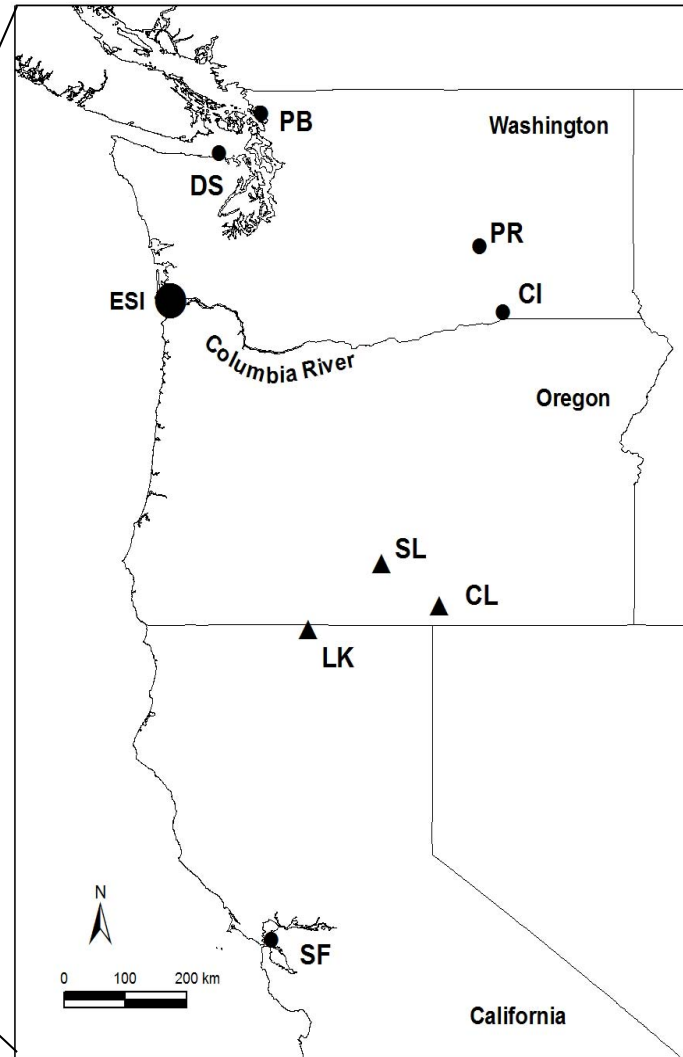 PB
Washington
DS
PR
ESI
CI
Columbia River
Oregon
SL
CL
LK
N
0 100 200 km
SF
California